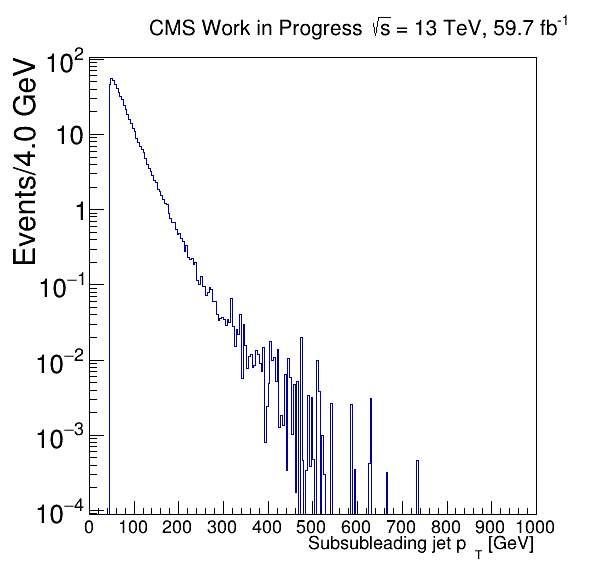 CMS Work in Progress √s = 13 TeV, 59.7 fb⁻¹
Events/4.0 GeV
10²
10
1
10⁻¹
10⁻²
10⁻³
10⁻⁴
0 100 200 300 400 500 600 700 800 900 1000
Subsubleading jet p_T [GeV]